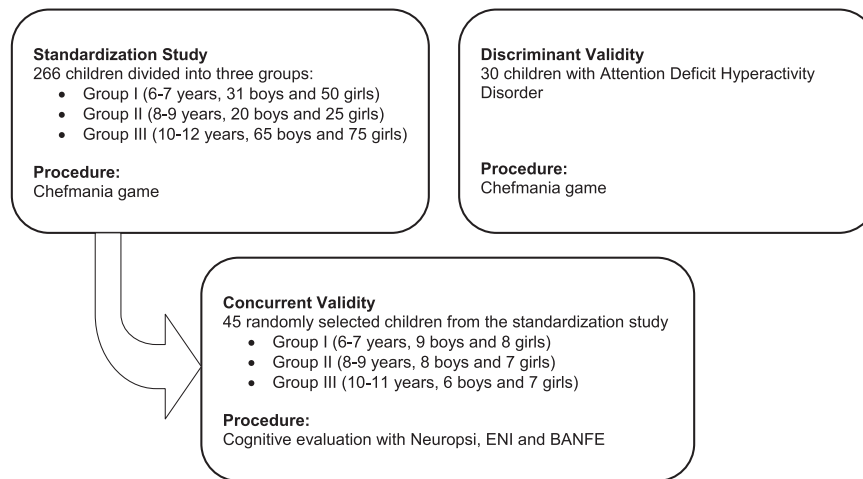 Standardization Study
266 children divided into three groups:
• Group I (6-7 years, 31 boys and 50 girls)
• Group II (8-9 years, 20 boys and 25 girls)
• Group III (10-12 years, 65 boys and 75 girls)
Procedure:
Chefmania game
Discriminant Validity
30 children with Attention Deficit Hyperactivity
Disorder
Procedure:
Chefmania game
Concurrent Validity
45 randomly selected children from the standardization study
• Group I (6-7 years, 9 boys and 8 girls)
• Group II (8-9 years, 8 boys and 7 girls)
• Group III (10-11 years, 6 boys and 7 girls)
Procedure:
Cognitive evaluation with Neuropsi, ENI and BANFE